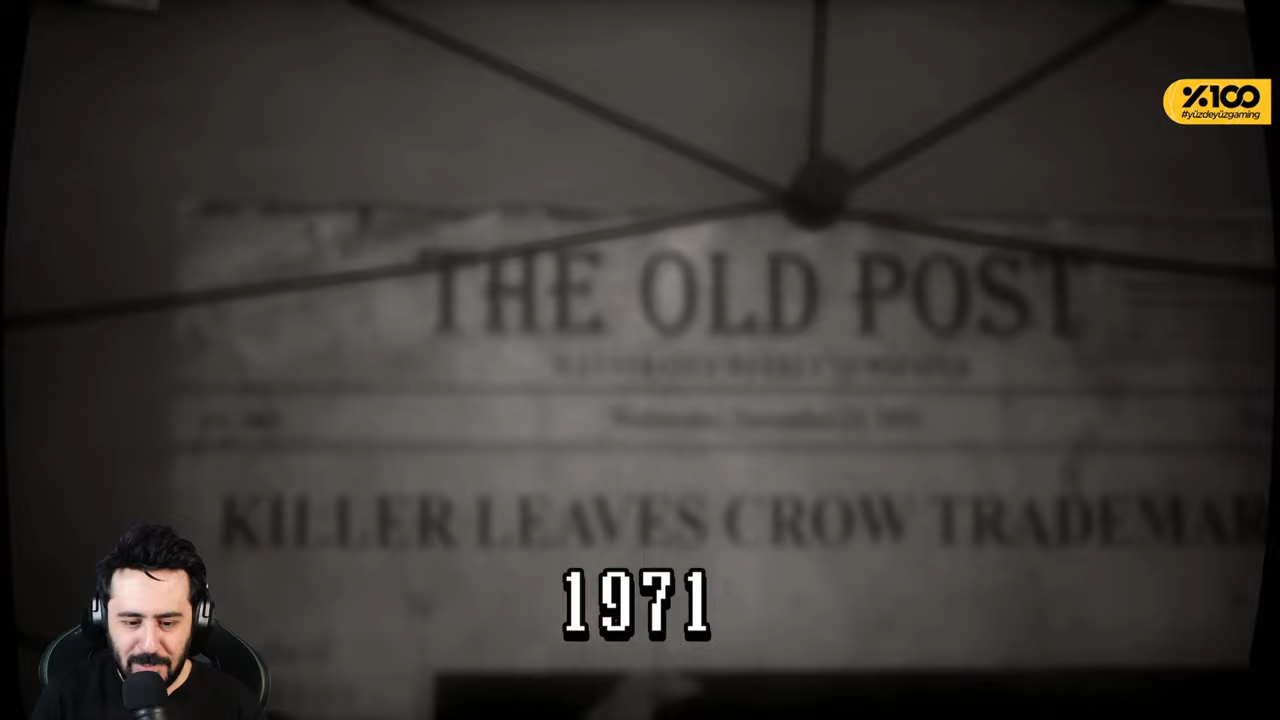 %100
#yüzdeyüzgaming
THE OLD POST
KILLER LEAVES CROW TRADEMAR
1971